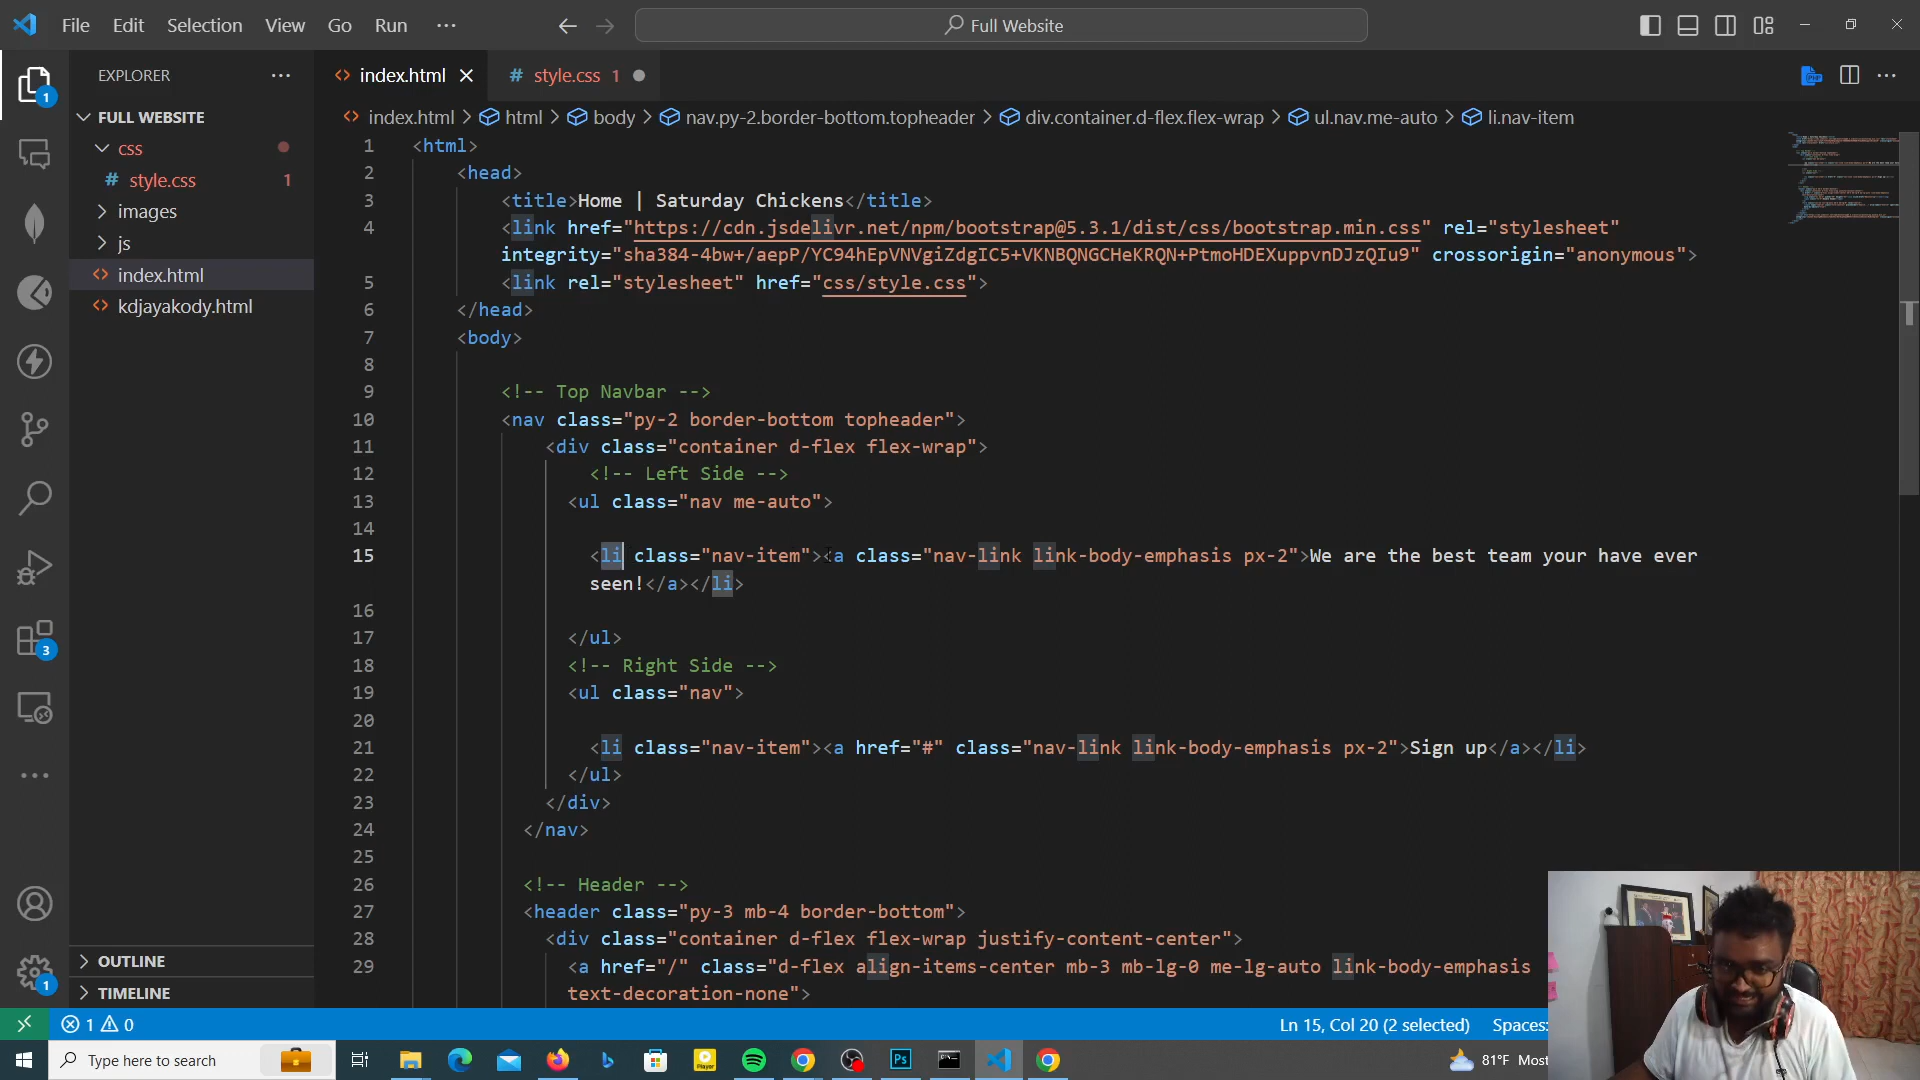 File Edit Selection View Go Run ···
Full Website
EXPLORER
index.html
# style.css 1
FULL WEBSITE
index.html > html > body > nav.py-2.border-bottom.topheader > div.container.d-flex.flex-wrap > ul.nav.me-auto > li.nav-item
css
# style.css 1
images
js
index.html
kdjayakody.html
1 <html>
2 <head>
3 <title>Home | Saturday Chickens</title>
4 <link href="https://cdn.jsdelivr.net/npm/bootstrap@5.3.1/dist/css/bootstrap.min.css" rel="stylesheet"
integrity="sha384-4bw+/aepP/YC94hEpVNVgiZdgIC5+VKNBQNGCHeKRQN+PtmoHDEXuppvnDJzQIu9" crossorigin="anonymous">
5 <link rel="stylesheet" href="css/style.css">
6 </head>
7 <body>
8
9 <!-- Top Navbar -->
10 <nav class="py-2 border-bottom topheader">
11 <div class="container d-flex flex-wrap">
12 <!-- Left Side -->
13 <ul class="nav me-auto">
14
15 <li class="nav-item"><a class="nav-link link-body-emphasis px-2">We are the best team your have ever
seen!</a></li>
16
17 </ul>
18 <!-- Right Side -->
19 <ul class="nav">
20
21 <li class="nav-item"><a href="#" class="nav-link link-body-emphasis px-2">Sign up</a></li>
22 </ul>
23 </div>
24 </nav>
25
26 <!-- Header -->
27 <header class="py-3 mb-4 border-bottom">
28 <div class="container d-flex flex-wrap justify-content-center">
29 <a href="/" class="d-flex align-items-center mb-3 mb-lg-0 me-lg-auto link-body-emphasis
text-decoration-none">
1
3
1
OUTLINE
TIMELINE
1 0
Ln 15, Col 20 (2 selected) Spaces:
Type here to search
Ps
81°F Most